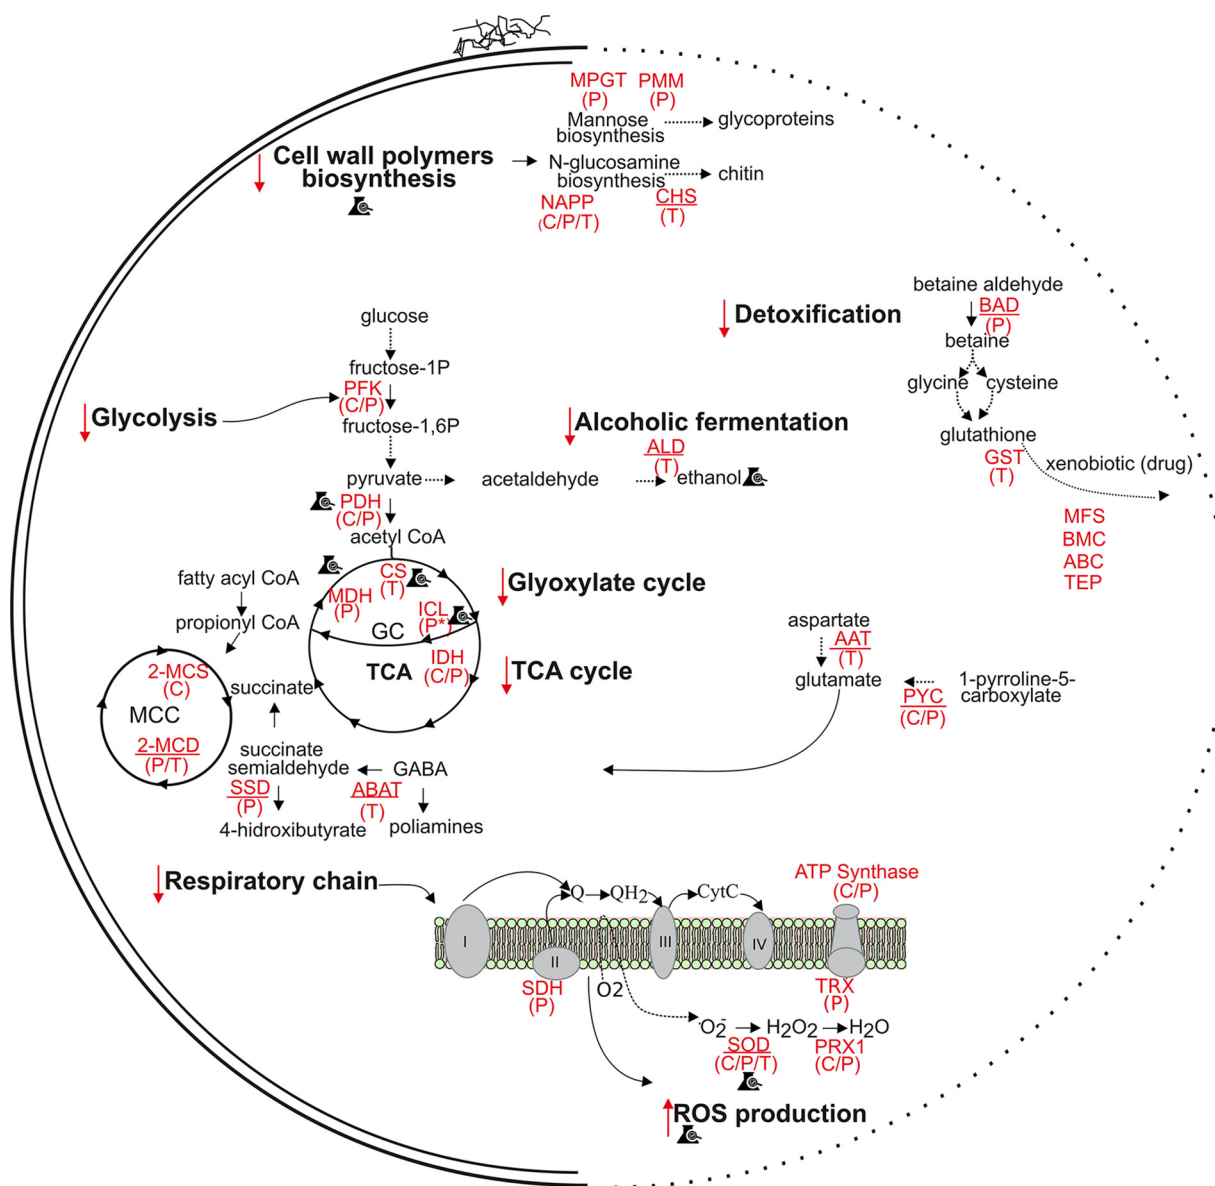 MPGT PMM
(P) (P)
Mannose
biosynthesis
glycoproteins
Cell wall polymers
biosynthesis
N-glucosamine
biosynthesis
chitin
NAPP
(C/P/T)
CHS
(T)
betaine aldehyde
BAD
(P)
betaine
glycine cysteine
glutathione
GST
(T)
xenobiotic (drug)
MFS
BMC
ABC
TEP
Detoxification
glucose
fructose-1P
PFK
(C/P)
Glycolysis
fructose-1,6P
Alcoholic fermentation
pyruvate
acetaldehyde
ALD
(T)
ethanol
PDH
(C/P)
acetyl CoA
CS
(T)
MDH
(P)
ICL
(P*)
GC
TCA
IDH
(C/P)
Glyoxylate cycle
TCA cycle
fatty acyl CoA
propionyl CoA
2-MCS
(C)
MCC
2-MCD
(P/T)
succinate
succinate
semialdehyde
GABA
SSD
(P)
ABAT
(T)
4-hidroxibutyrate
poliamines
aspartate
AAT
(T)
glutamate
PYC
(C/P)
1-pyrroline-5-
carboxylate
Respiratory chain
Q QH2 CytC
ATP Synthase
(C/P)
I
II
III
IV
SDH
(P)
O2
TRX
(P)
O2- H2O2 H2O
SOD
(C/P/T)
PRX1
(C/P)
ROS production